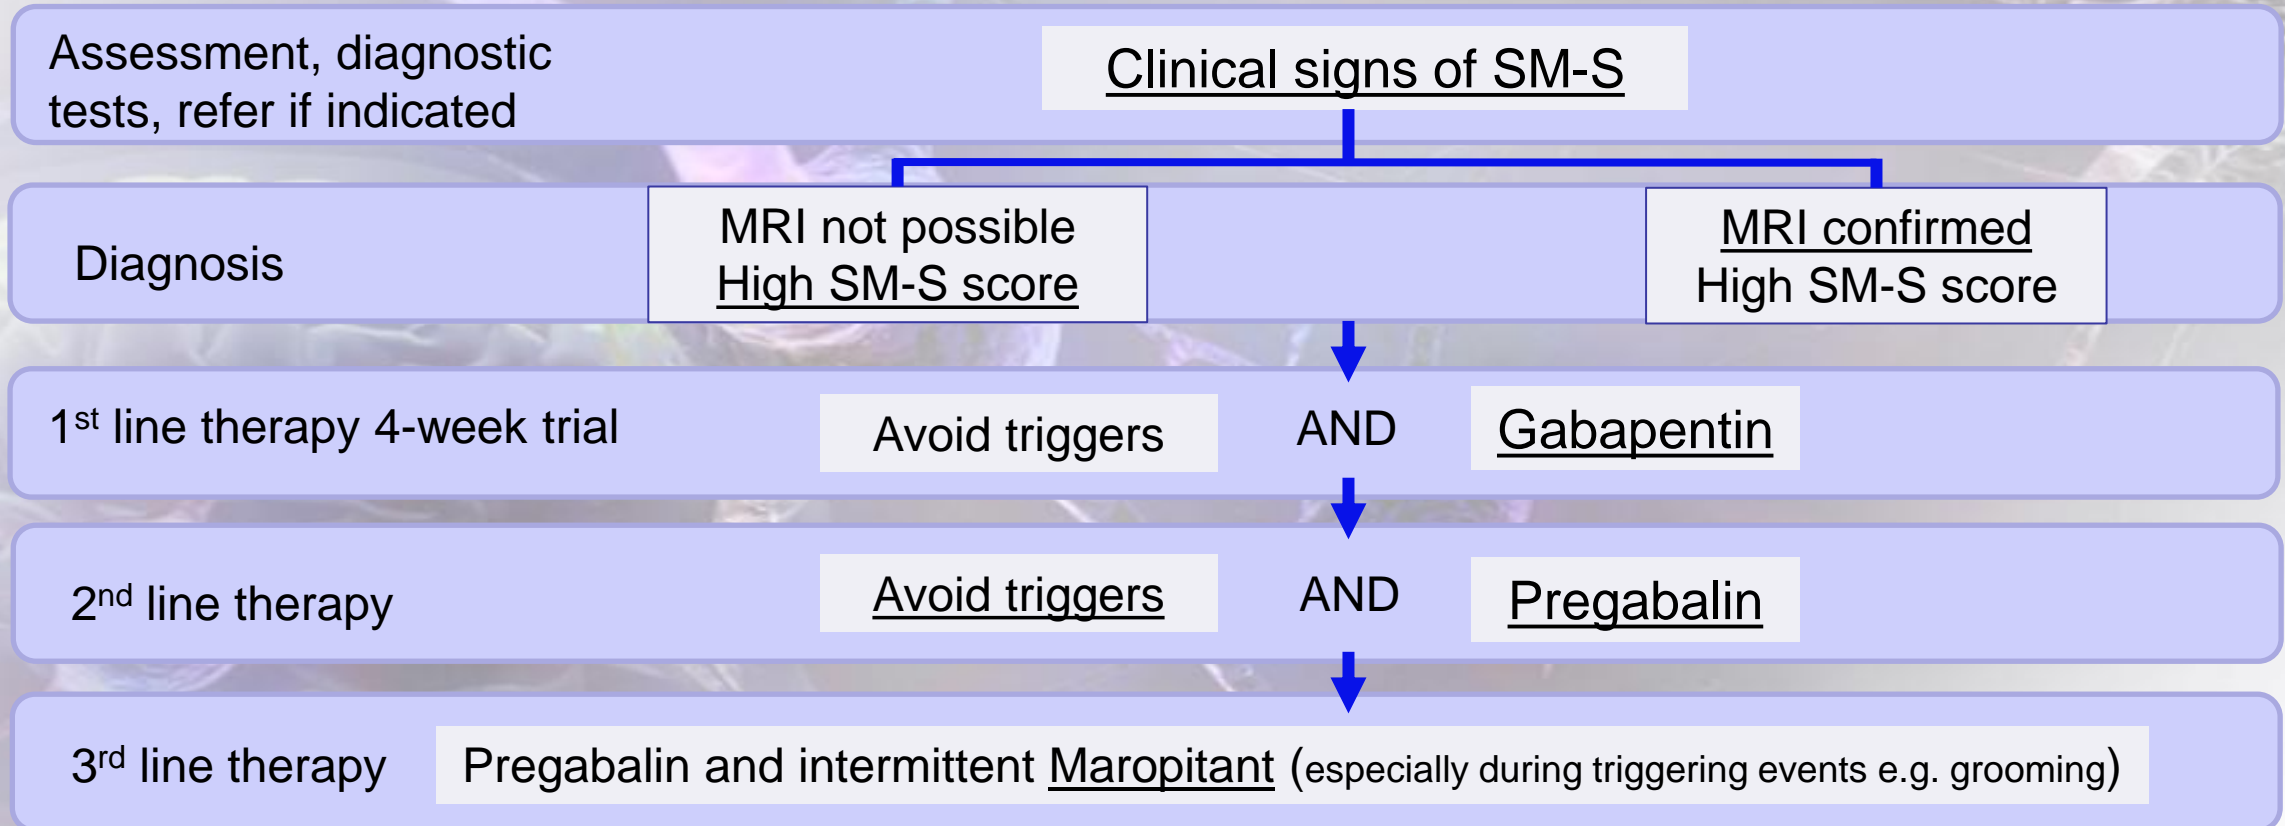 Assessment, diagnostic
tests, refer if indicated
Clinical signs of SM-S
Diagnosis
MRI not possible
High SM-S score
MRI confirmed
High SM-S score
1st line therapy 4-week trial
Avoid triggers AND Gabapentin
2nd line therapy
Avoid triggers AND Pregabalin
3rd line therapy
Pregabalin and intermittent Maropitant (especially during triggering events e.g. grooming)